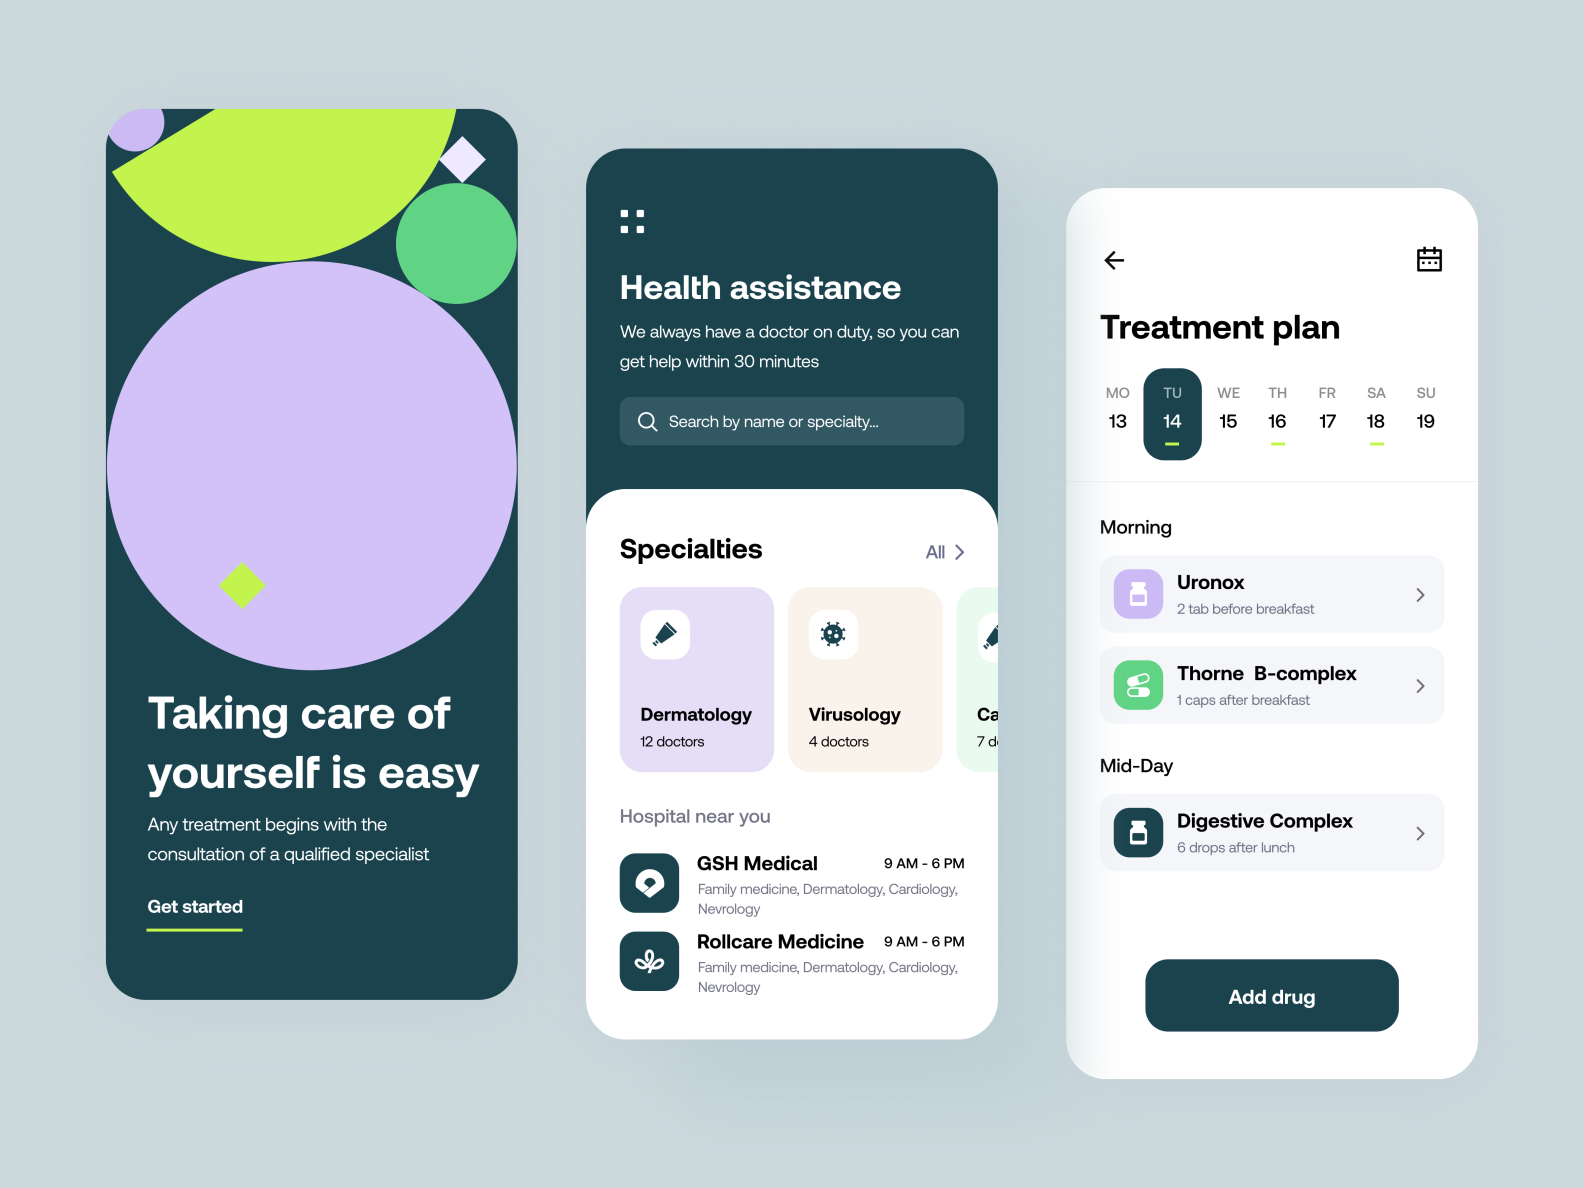 Taking care of
yourself is easy
Any treatment begins with the
consultation of a qualified specialist
Get started
Health assistance
We always have a doctor on duty, so you can
get help within 30 minutes
Search by name or specialty...
Specialties
All
Dermatology
12 doctors
Virusology
4 doctors
Ca
7 d
Hospital near you
GSH Medical
9 AM - 6 PM
Family medicine, Dermatology, Cardiology,
Nevrology
Rollcare Medicine
9 AM - 6 PM
Family medicine, Dermatology, Cardiology,
Nevrology
Treatment plan
MO TU WE TH FR SA SU
13 14 15 16 17 18 19
Morning
Uronox
2 tab before breakfast
Thorne B-complex
1 caps after breakfast
Mid-Day
Digestive Complex
6 drops after lunch
Add drug